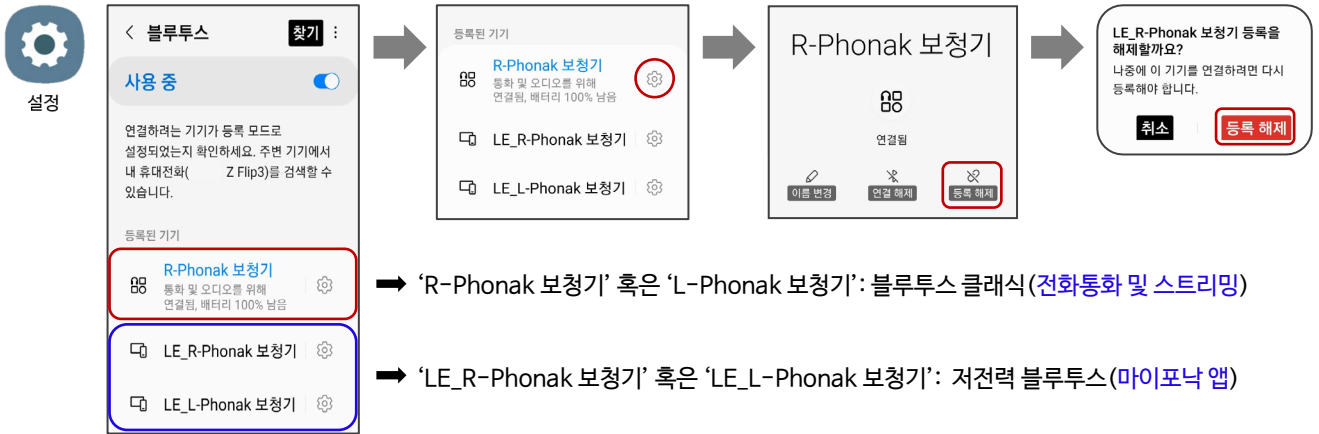 설정
블루투스
찾기
사용 중
연결하려는 기기가 등록 모드로
설정되었는지 확인하세요. 주변 기기에서
내 휴대전화( Z Flip3)를 검색할 수
있습니다.
등록된 기기
R-Phonak 보청기
통화 및 오디오를 위해
연결됨, 배터리 100% 남음
LE_R-Phonak 보청기
LE_L-Phonak 보청기
등록된 기기
R-Phonak 보청기
통화 및 오디오를 위해
연결됨, 배터리 100% 남음
LE_R-Phonak 보청기
LE_L-Phonak 보청기
R-Phonak 보청기
연결됨
이름 변경
연결 해제
등록 해제
LE_R-Phonak 보청기 등록을
해제할까요?
나중에 이 기기를 연결하려면 다시
등록해야 합니다.
취소
등록 해제
‘R-Phonak 보청기’ 혹은 ‘L-Phonak 보청기’: 블루투스 클래식(전화통화 및 스트리밍)
‘LE_R-Phonak 보청기’ 혹은 ‘LE_L-Phonak 보청기’: 저전력 블루투스(마이포낙 앱)